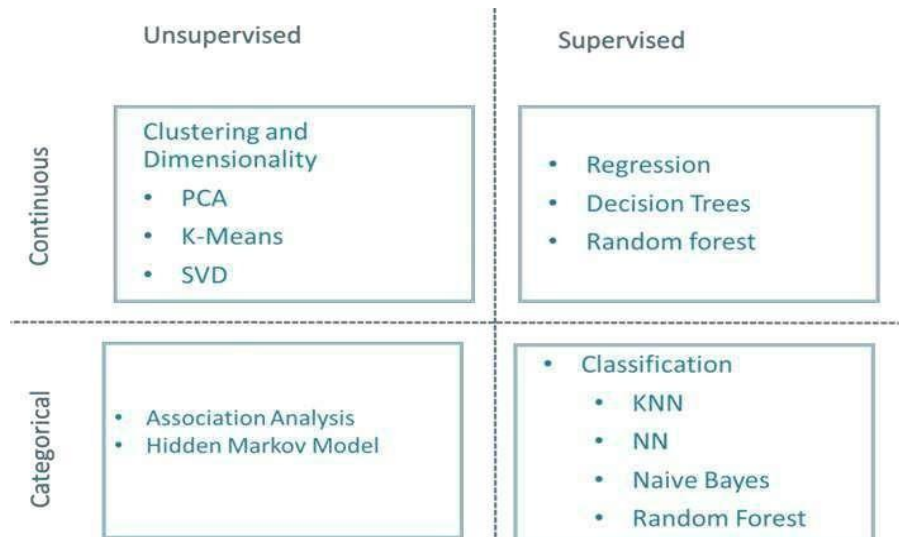 Unsupervised
Supervised
Continuous
Clustering and
Dimensionality
• PCA
• K-Means
• SVD
• Regression
• Decision Trees
• Random forest
Categorical
• Association Analysis
• Hidden Markov Model
• Classification
• KNN
• NN
• Naive Bayes
• Random Forest